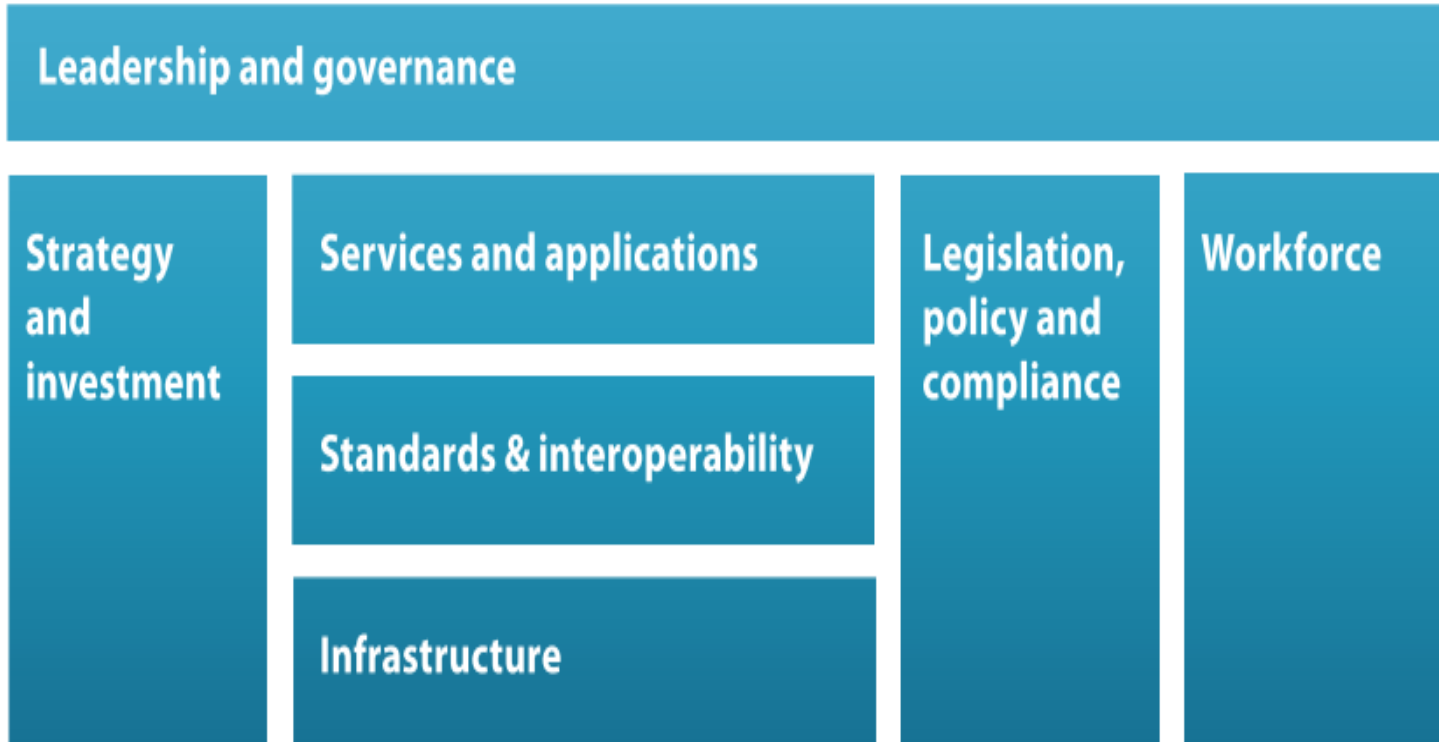 Leadership and governance
Strategy
and
investment
Services and applications
Standards & interoperability
Infrastructure
Legislation,
policy and
compliance
Workforce